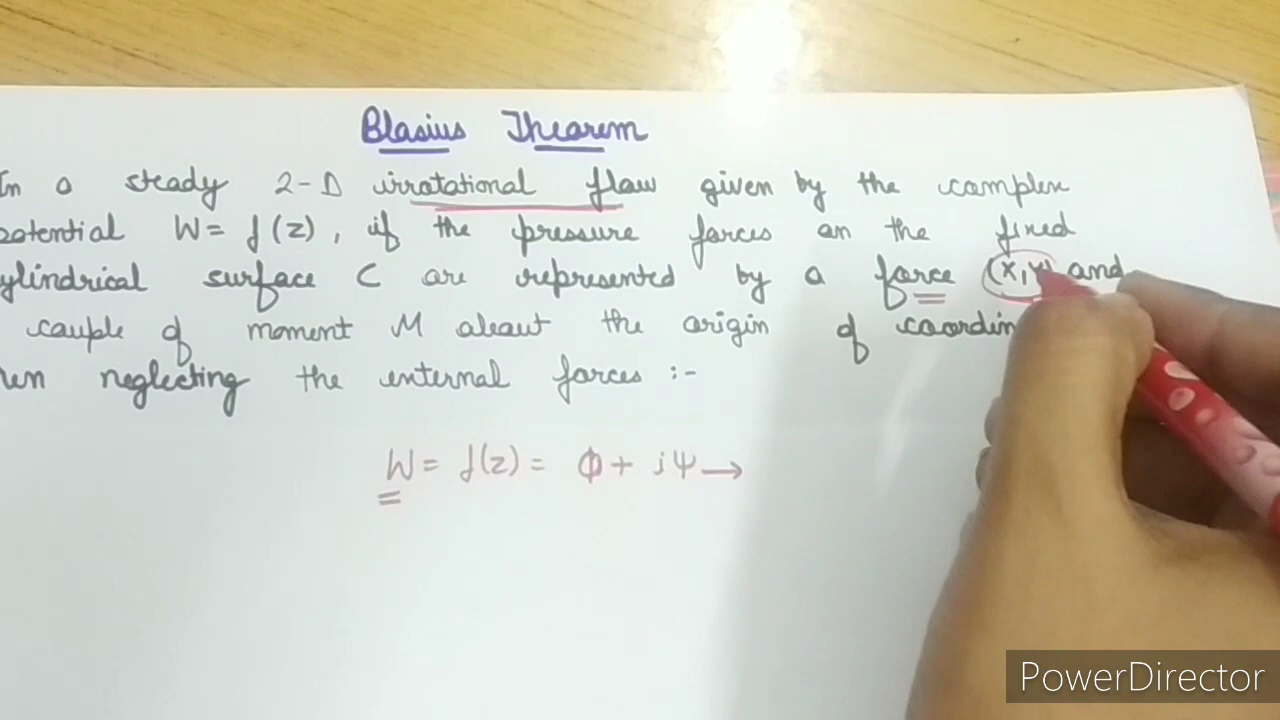 Blasius Theorem
In a steady 2-D irrotational flow given by the complex
potential W= f(z), if the pressure forces on the fixed
ylindrical surface C are represented by a force (X,Y) and
couple of moment M about the origin of coordin
neglecting the external forces :-
W = f(z) = Φ + iΨ →
PowerDirector